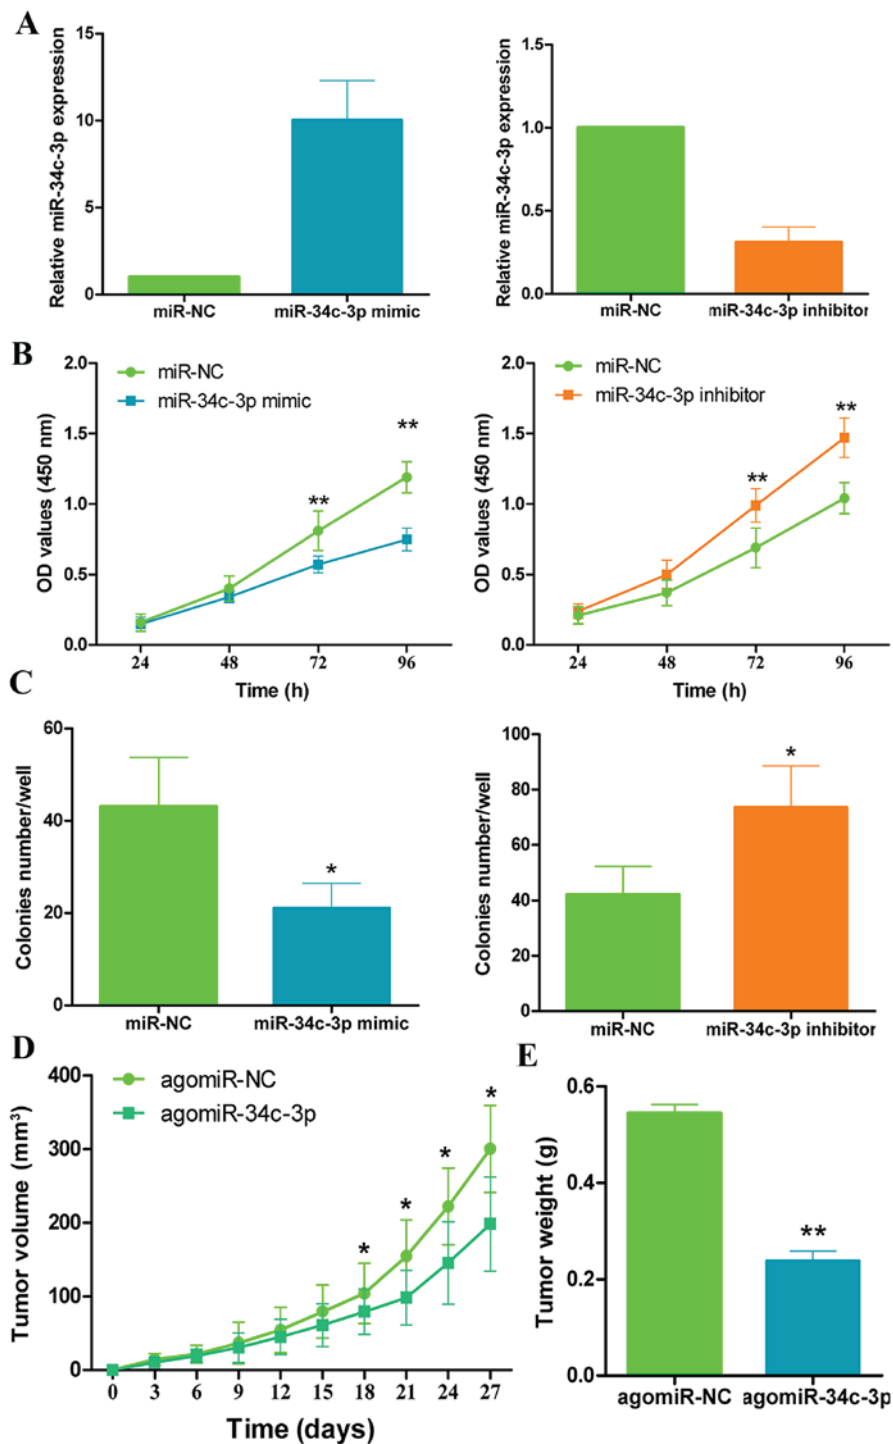 A
Relative miR-34c-3p expression
15
10
5
0
miR-NC
miR-34c-3p mimic
Relative miR-34c-3p expression
1.5
1.0
0.5
0.0
miR-NC
miR-34c-3p inhibitor
B
miR-NC
miR-34c-3p mimic
OD values (450 nm)
2.0
1.5
1.0
0.5
0.0
**
**
24 48 72 96
Time (h)
miR-NC
miR-34c-3p inhibitor
OD values (450 nm)
2.0
1.5
1.0
0.5
0.0
**
**
24 48 72 96
Time (h)
C
Colonies number/well
60
40
20
0
*
miR-NC
miR-34c-3p mimic
Colonies number/well
100
80
60
40
20
0
*
miR-NC
miR-34c-3p inhibitor
D
agomiR-NC
agomiR-34c-3p
Tumor volume (mm³)
400
300
200
100
0
* * * *
0 3 6 9 12 15 18 21 24 27
Time (days)
E
Tumor weight (g)
0.6
0.4
0.2
0.0
**
agomiR-NC
agomiR-34c-3p